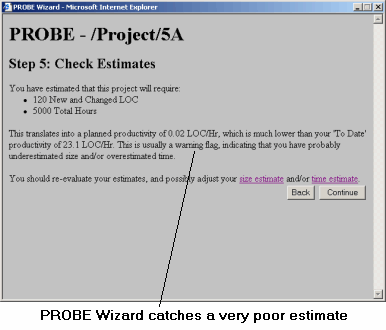 PROBE Wizard - Microsoft Internet Explorer
PROBE - /Project/5A
Step 5: Check Estimates
You have estimated that this project will require:
• 120 New and Changed LOC
• 5000 Total Hours
This translates into a planned productivity of 0.02 LOC/Hr, which is much lower than your 'To Date'
productivity of 23.1 LOC/Hr. This is usually a warning flag, indicating that you have probably
underestimated size and/or overestimated time.
You should re-evaluate your estimates, and possibly adjust your size estimate and/or time estimate.
Back Continue
PROBE Wizard catches a very poor estimate